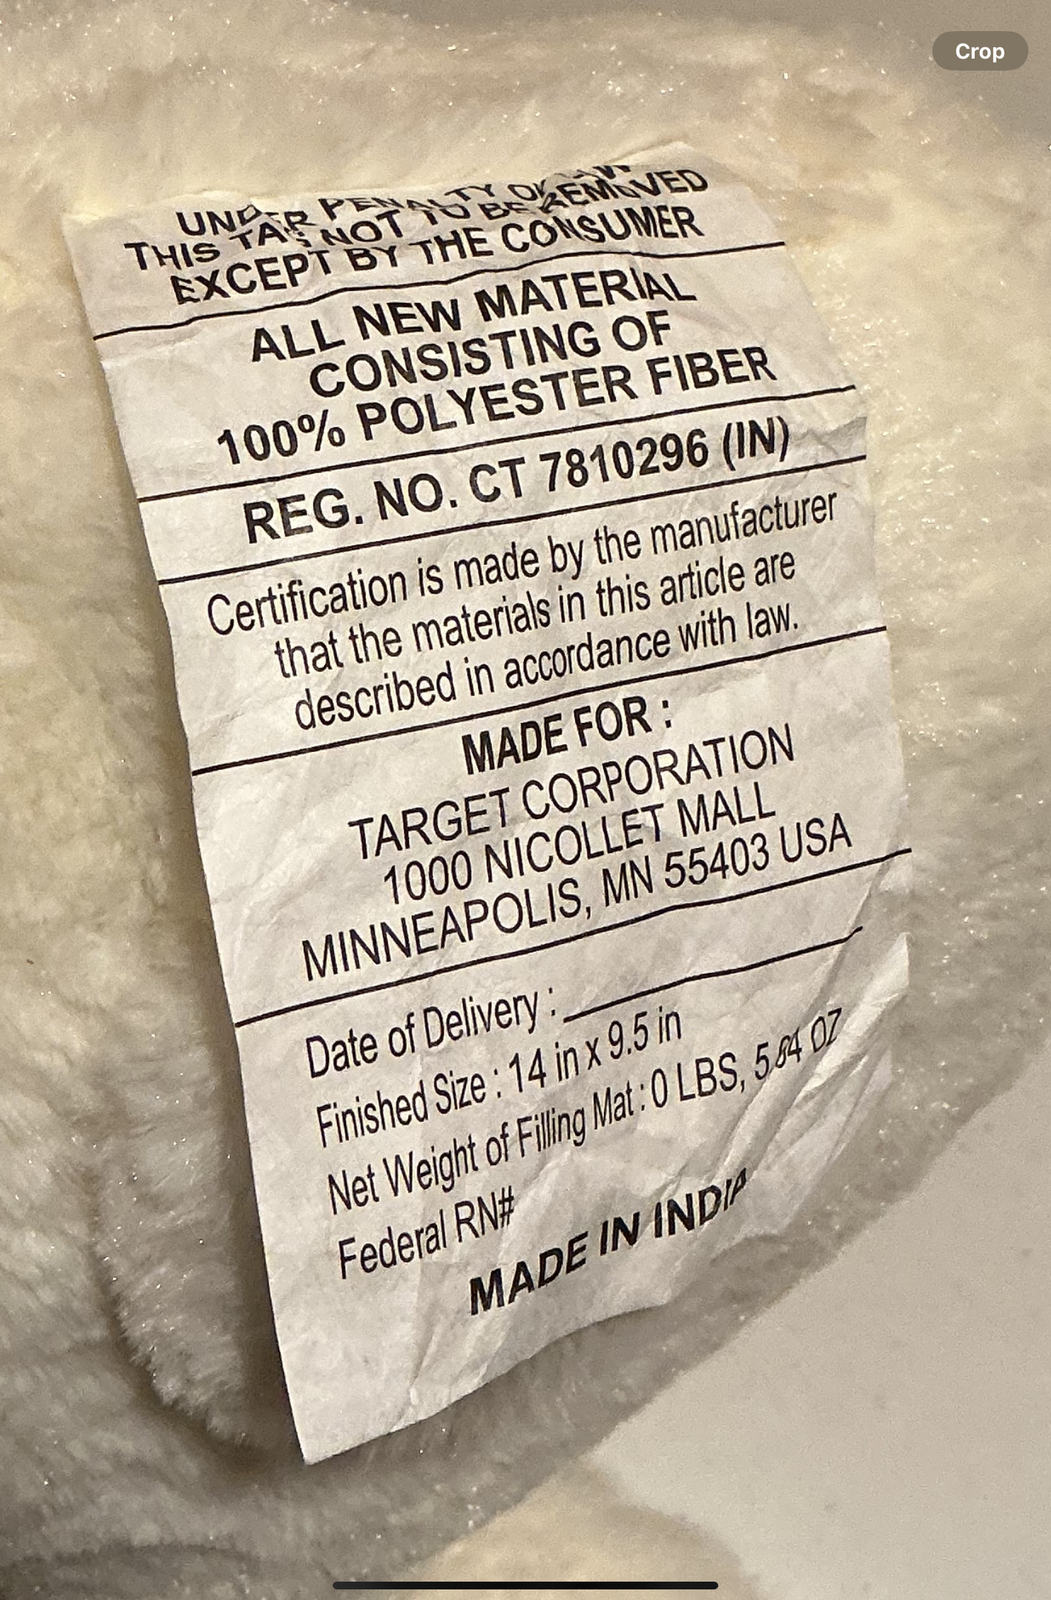 Crop
UNDER PENALTY OF LAW
THIS TAG NOT TO BE REMOVED
EXCEPT BY THE CONSUMER
ALL NEW MATERIAL
CONSISTING OF
100% POLYESTER FIBER
REG. NO. CT 7810296 (IN)
Certification is made by the manufacturer
that the materials in this article are
described in accordance with law.
MADE FOR :
TARGET CORPORATION
1000 NICOLLET MALL
MINNEAPOLIS, MN 55403 USA
Date of Delivery :
Finished Size : 14 in x 9.5 in
Net Weight of Filling Mat : 0 LBS, 5.84 OZ
Federal RN#
MADE IN INDIA